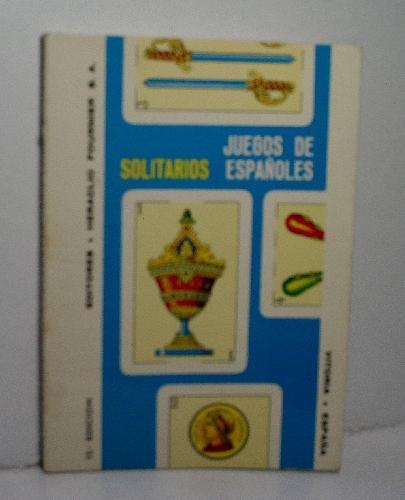 JUEGOS DE
SOLITARIOS ESPAÑOLES
EDITORES • HERACLIO FOURNIER S. A.
VITORIA • ESPAÑA